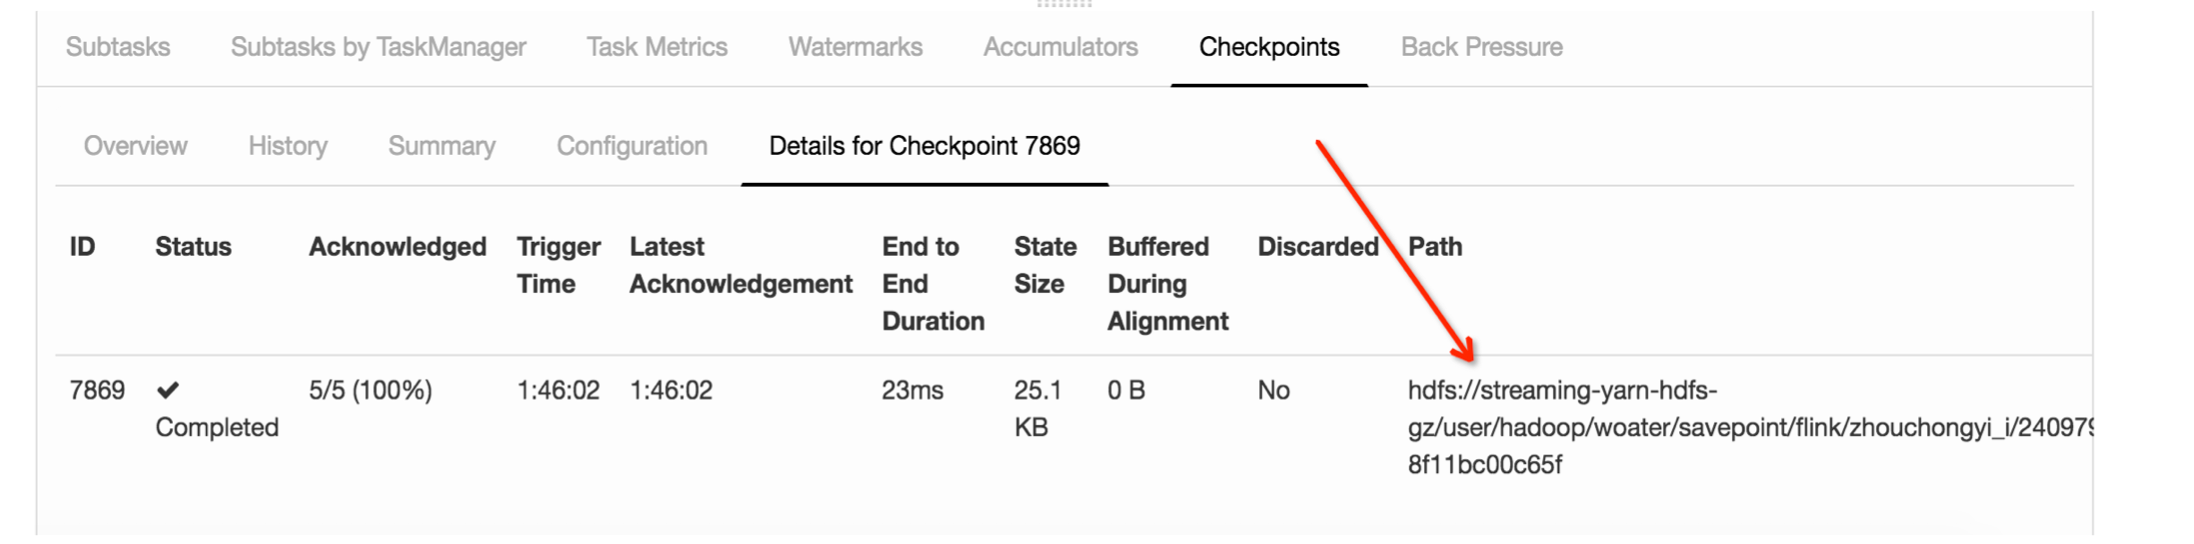 Subtasks Subtasks by TaskManager Task Metrics Watermarks Accumulators Checkpoints Back Pressure
Overview History Summary Configuration Details for Checkpoint 7869
ID Status Acknowledged Trigger Latest End to State Buffered Discarded Path
Time Acknowledgement End Size During
Duration Alignment
7869 5/5 (100%) 1:46:02 1:46:02 23ms 25.1 0 B No hdfs://streaming-yarn-hdfs-
Completed KB gz/user/hadoop/woater/savepoint/flink/zhouchongyi_i/24097
8f11bc00c65f